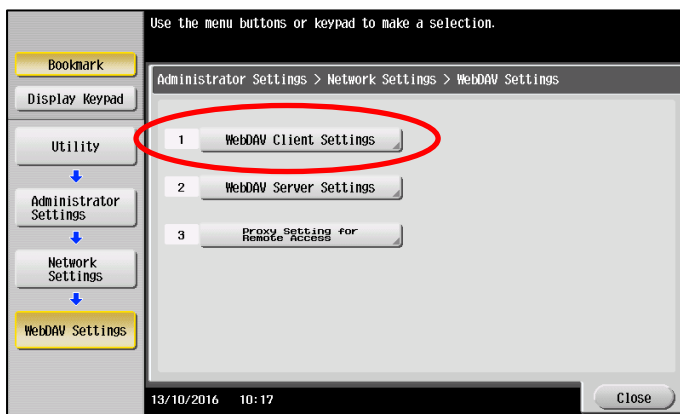 Use the menu buttons or keypad to make a selection.
Bookmark
Display Keypad
Utility
Administrator
Settings
Network
Settings
WebDAV Settings
Administrator Settings > Network Settings > WebDAV Settings
1 WebDAV Client Settings
2 WebDAV Server Settings
3 Proxy Setting for
Remote Access
13/10/2016 10:17
Close